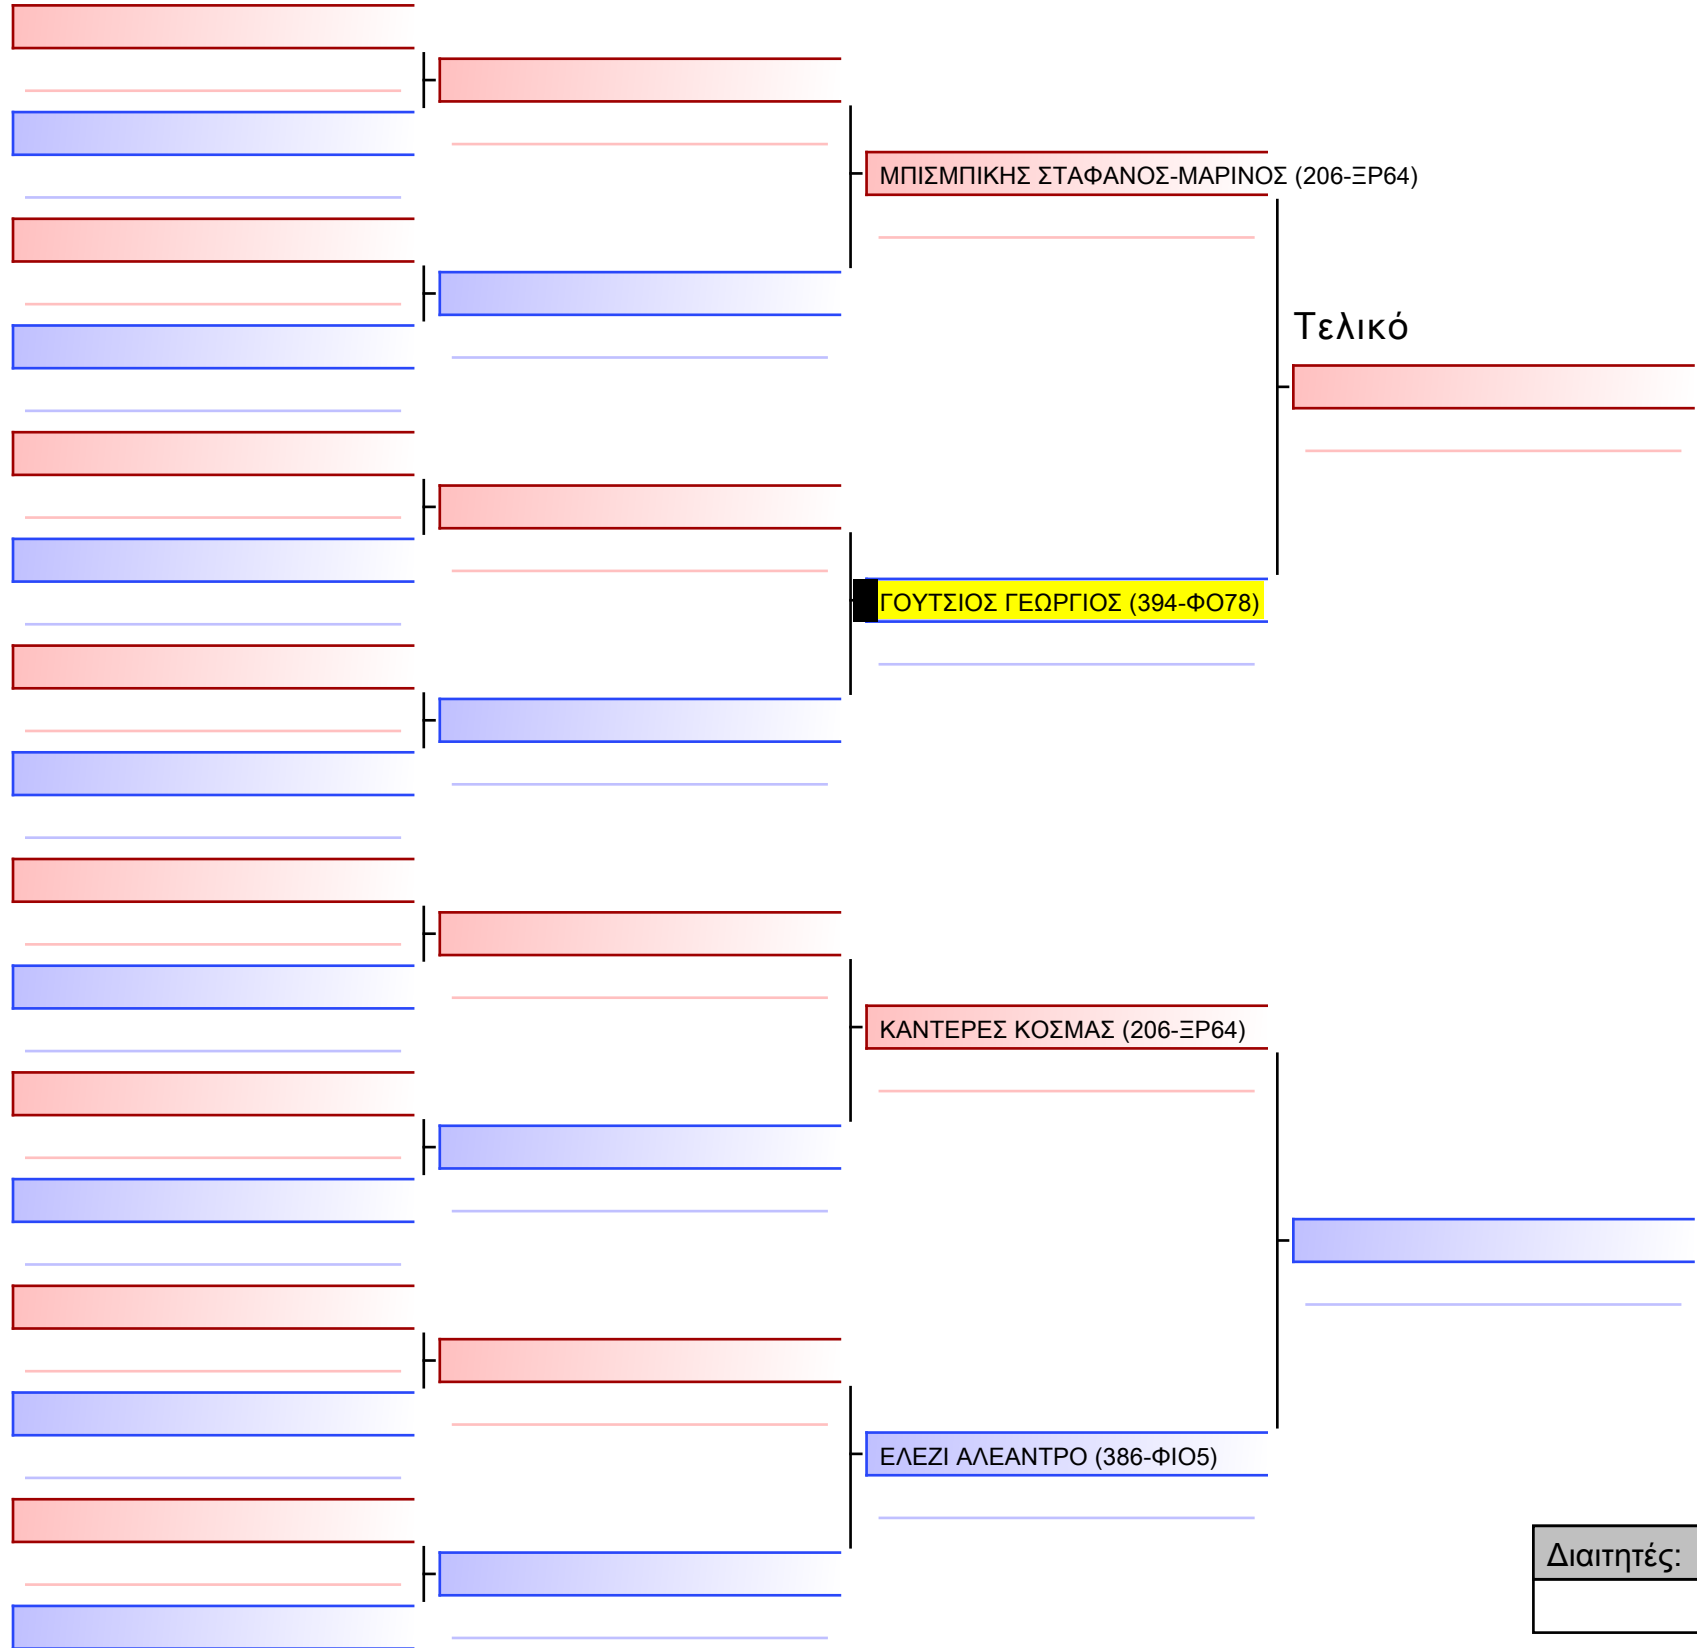 ΜΠΙΣΜΠΙΚΗΣ ΣΤΑΦΑΝΟΣ-ΜΑΡΙΝΟΣ (206-ΞΡ64)
Τελικό
ΓΟΥΤΣΙΟΣ ΓΕΩΡΓΙΟΣ (394-ΦΟ78)
ΚΑΝΤΕΡΕΣ ΚΟΣΜΑΣ (206-ΞΡ64)
ΕΛΕΖΙ ΑΛΕΑΝΤΡΟ (386-ΦΙΟ5)
Διαιτητές: